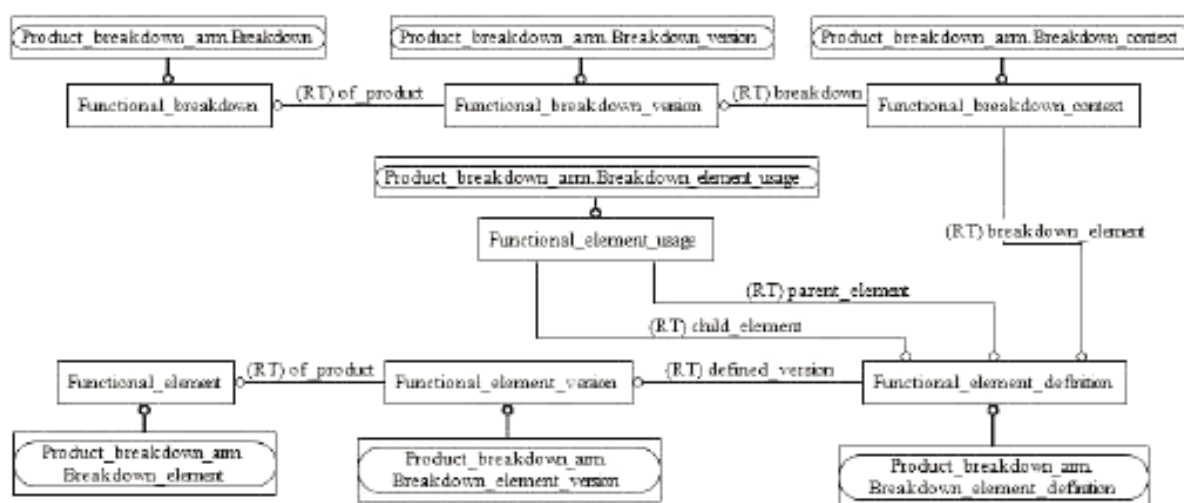 Product_breakdown_arm.Breakdown
Product_breakdown_arm.Breakdown_version
Product_breakdown_arm.Breakdown_context
Functional_breakdown
(RT) of_product
Functional_breakdown_version
(RT) breakdown
Functional_breakdown_context
Product_breakdown_arm.Breakdown_element_usage
Functional_element_usage
(RT) breakdown_element
(RT) parent_element
(RT) child_element
Functional_element
(RT) of_product
Functional_element_version
(RT) defined_version
Functional_element_definition
Product_breakdown_arm.
Breakdown_element
Product_breakdown_arm.
Breakdown_element_version
Product_breakdown_arm.
Breakdown_element_definition